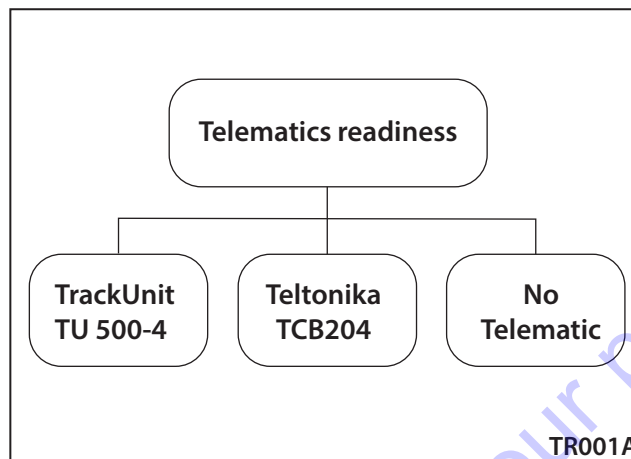 Telematics readiness
TrackUnit
TU 500-4
Teltonika
TCB204
No
Telematic
TR001A